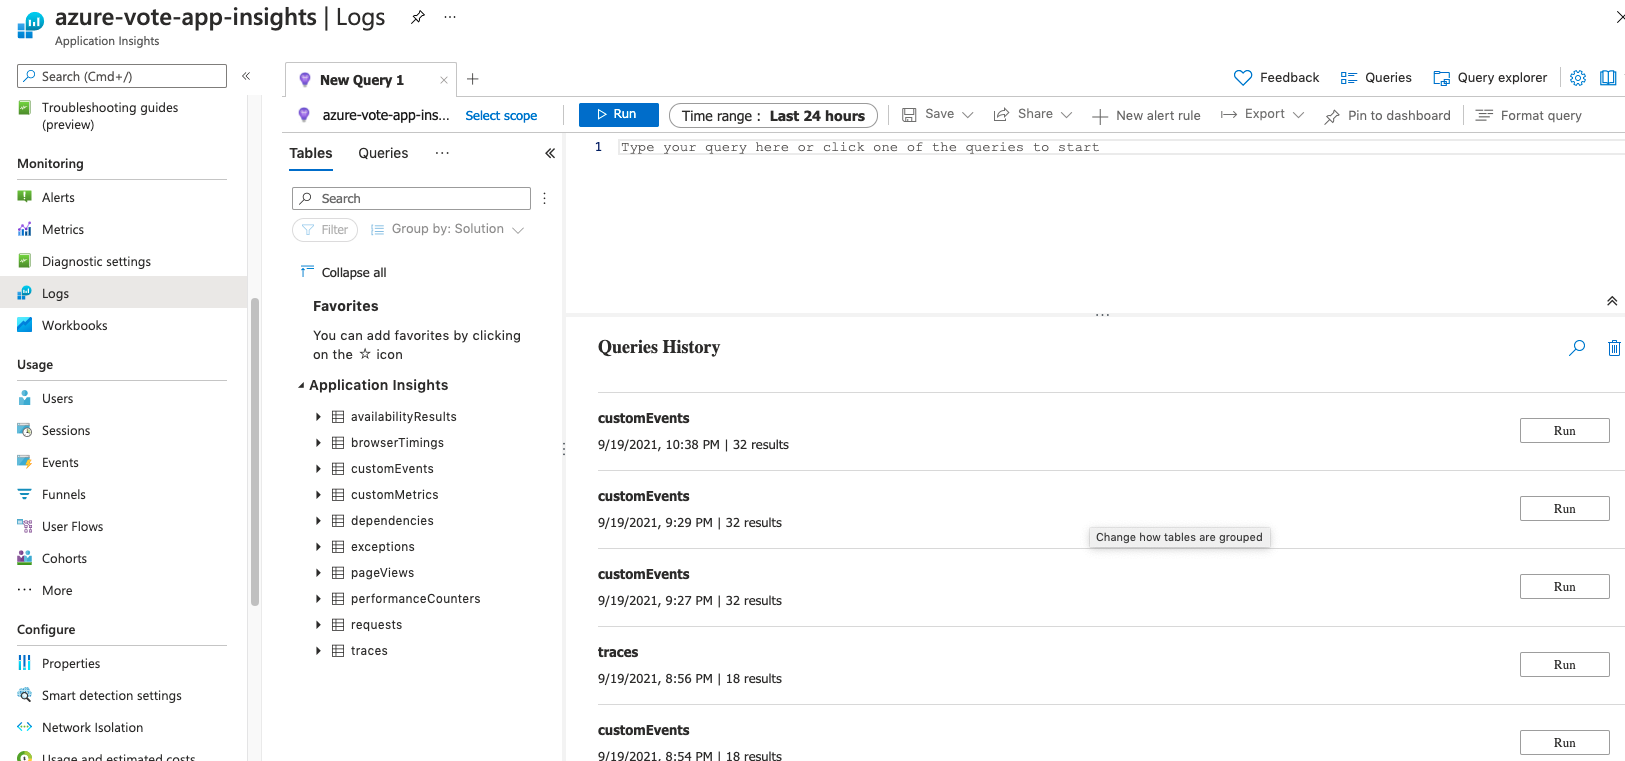 azure-vote-app-insights | Logs
Application Insights
Search (Cmd+/)
Troubleshooting guides
(preview)
Monitoring
Alerts
Metrics
Diagnostic settings
Logs
Workbooks
Usage
Users
Sessions
Events
Funnels
User Flows
Cohorts
More
Configure
Properties
Smart detection settings
Network Isolation
Usage and estimated costs
New Query 1
Feedback
Queries
Query explorer
azure-vote-app-ins...
Select scope
Run
Time range : Last 24 hours
Save
Share
New alert rule
Export
Pin to dashboard
Format query
Tables
Queries
Search
Filter
Group by: Solution
Collapse all
Favorites
You can add favorites by clicking
on the ☆ icon
Application Insights
availabilityResults
browserTimings
customEvents
customMetrics
dependencies
exceptions
pageViews
performanceCounters
requests
traces
1
Type your query here or click one of the queries to start
Queries History
customEvents
9/19/2021, 10:38 PM | 32 results
Run
customEvents
9/19/2021, 9:29 PM | 32 results
Run
Change how tables are grouped
customEvents
9/19/2021, 9:27 PM | 32 results
Run
traces
9/19/2021, 8:56 PM | 18 results
Run
customEvents
9/19/2021, 8:54 PM | 18 results
Run